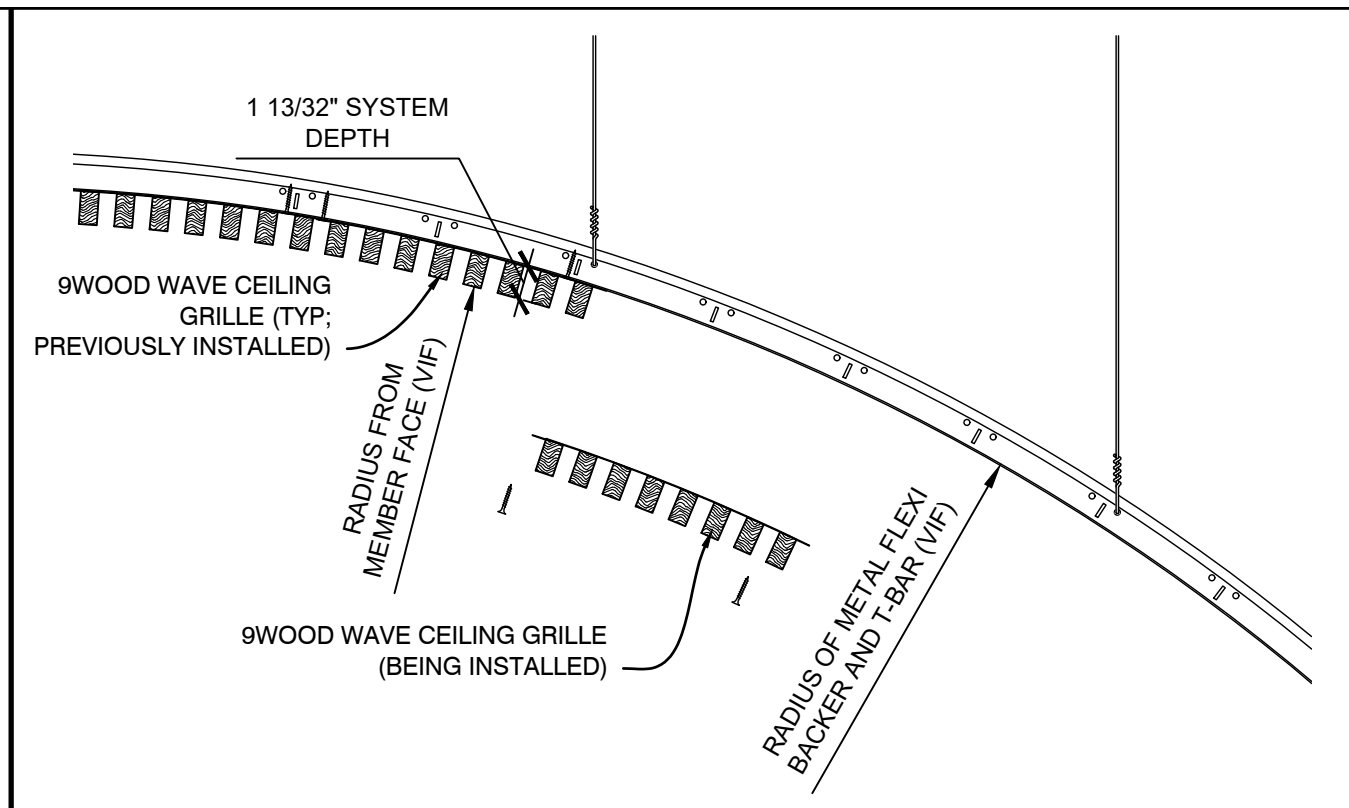 1 13/32" SYSTEM
DEPTH
9WOOD WAVE CEILING
GRILLE (TYP;
PREVIOUSLY INSTALLED)
RADIUS FROM
MEMBER FACE (VIF)
9WOOD WAVE CEILING GRILLE
(BEING INSTALLED)
RADIUS OF METAL FLEXI
BACKER AND T-BAR (VIF)